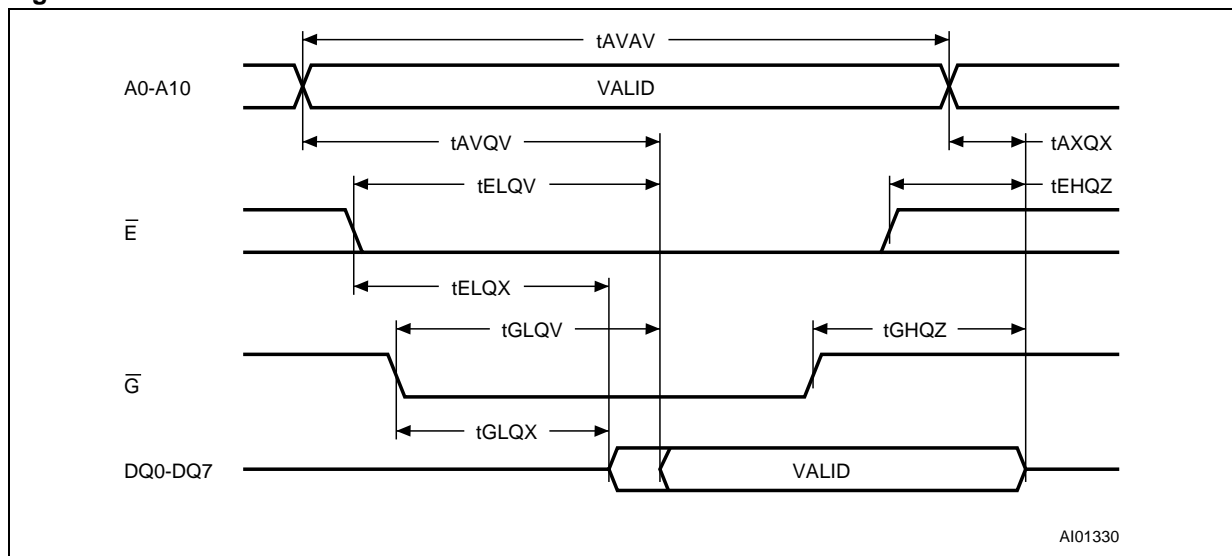 tAVAV
A0-A10
VALID
tAVQV
tAXQX
tELQV
tEHQZ
E̅
tELQX
tGLQV
tGHQZ
G̅
tGLQX
DQ0-DQ7
VALID
AI01330